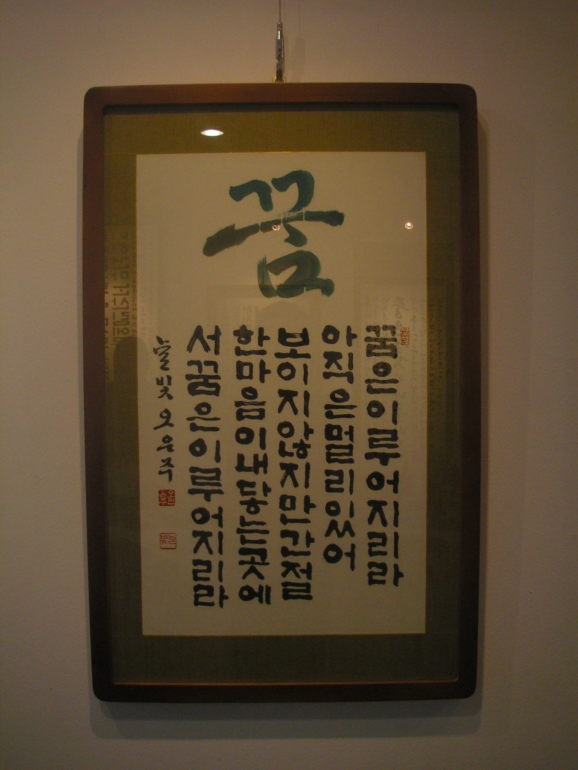 꿈
꿈은이루어지리라
아직은멀리있어
보이지않지만간절
한마음이내닿는곳에
서꿈은이루어지리라
늘빛 오은주